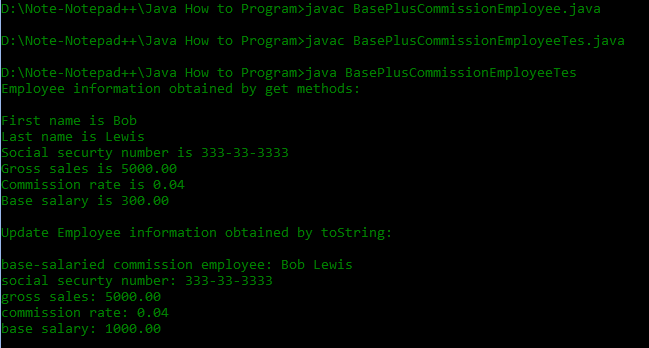 D:\Note-Notepad++\Java How to Program>javac BasePlusCommissionEmployee.java
D:\Note-Notepad++\Java How to Program>javac BasePlusCommissionEmployeeTes.java
D:\Note-Notepad++\Java How to Program>java BasePlusCommissionEmployeeTes
Employee information obtained by get methods:
First name is Bob
Last name is Lewis
Social securty number is 333-33-3333
Gross sales is 5000.00
Commission rate is 0.04
Base salary is 300.00
Update Employee information obtained by toString:
base-salaried commission employee: Bob Lewis
social securty number: 333-33-3333
gross sales: 5000.00
commission rate: 0.04
base salary: 1000.00